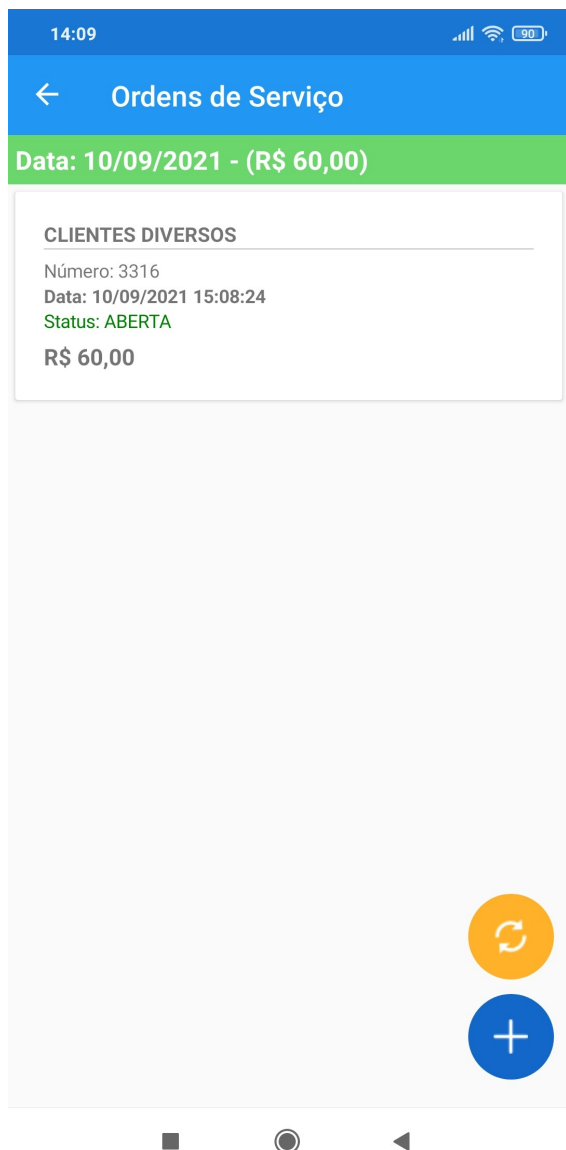 14:09
90
Ordens de Serviço
Data: 10/09/2021 - (R$ 60,00)
CLIENTES DIVERSOS
Número: 3316
Data: 10/09/2021 15:08:24
Status: ABERTA
R$ 60,00